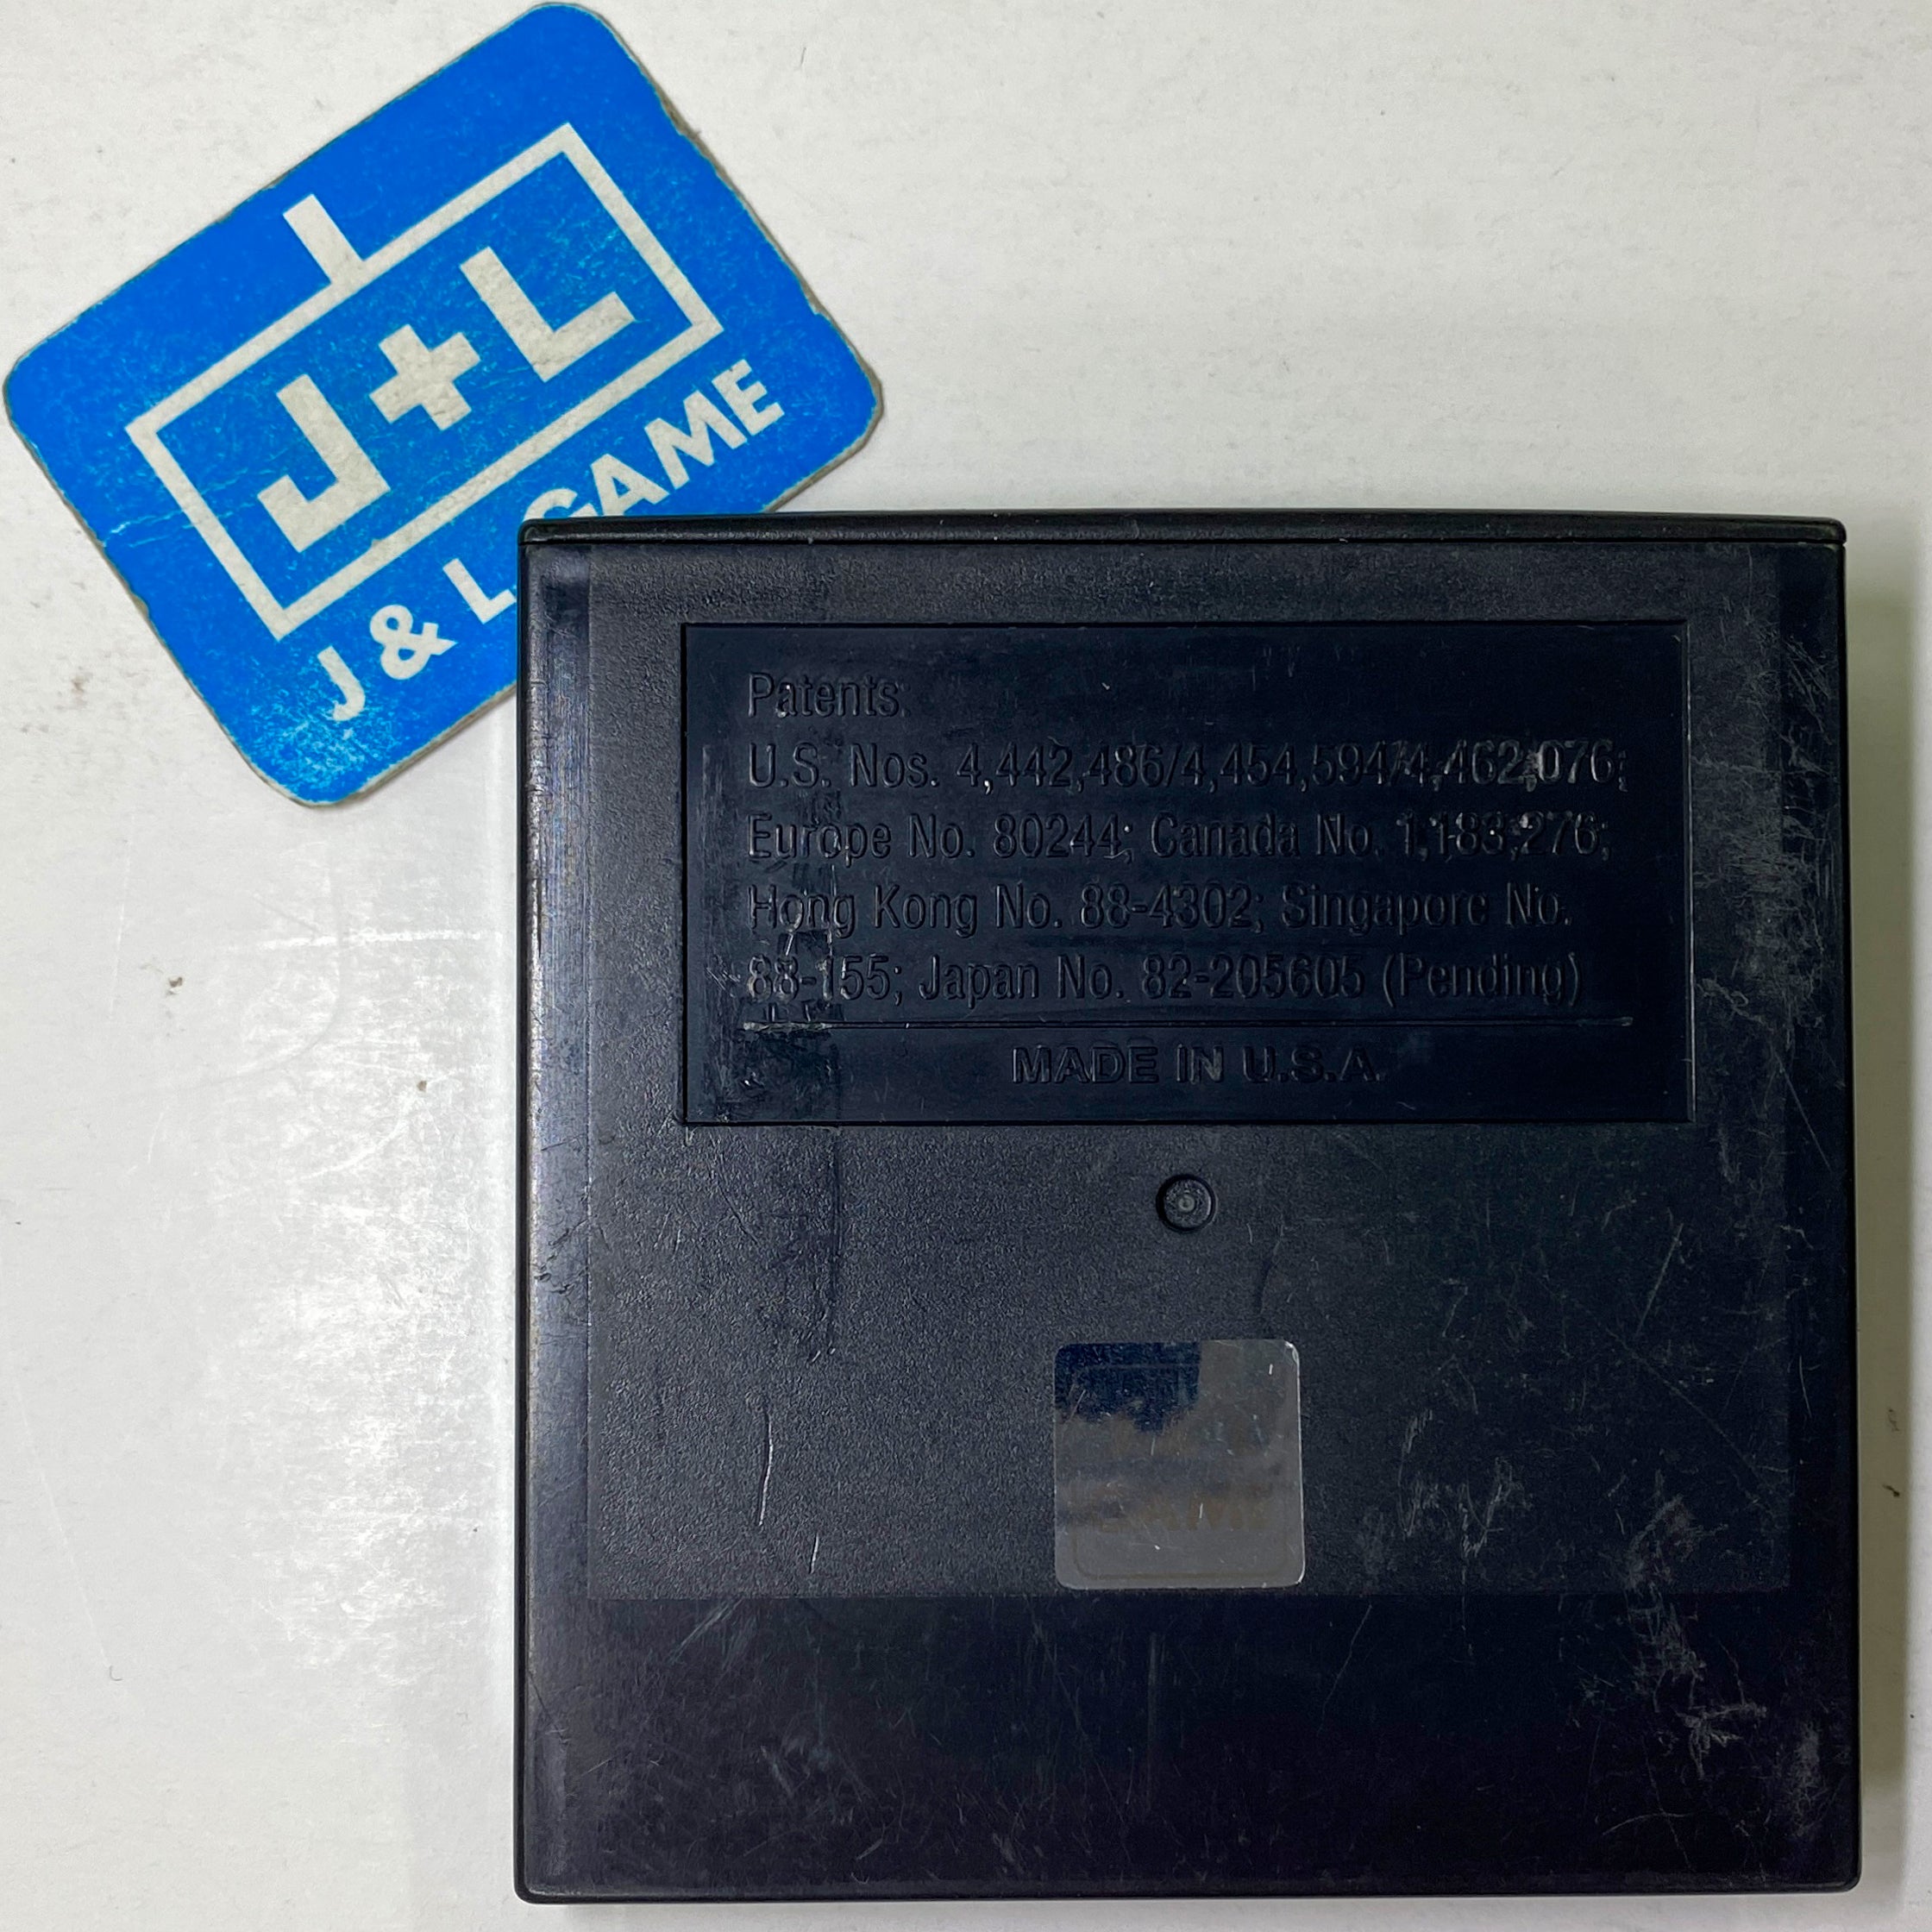 J+L
J & L GAME
Patents
U.S. Nos. 4,442,486/4,454,594/4,462,076;
Europe No. 80244; Canada No. 1,183,276;
Hong Kong No. 88-4302; Singapore No.
88-155; Japan No. 82-205605 (Pending)
MADE IN U.S.A.